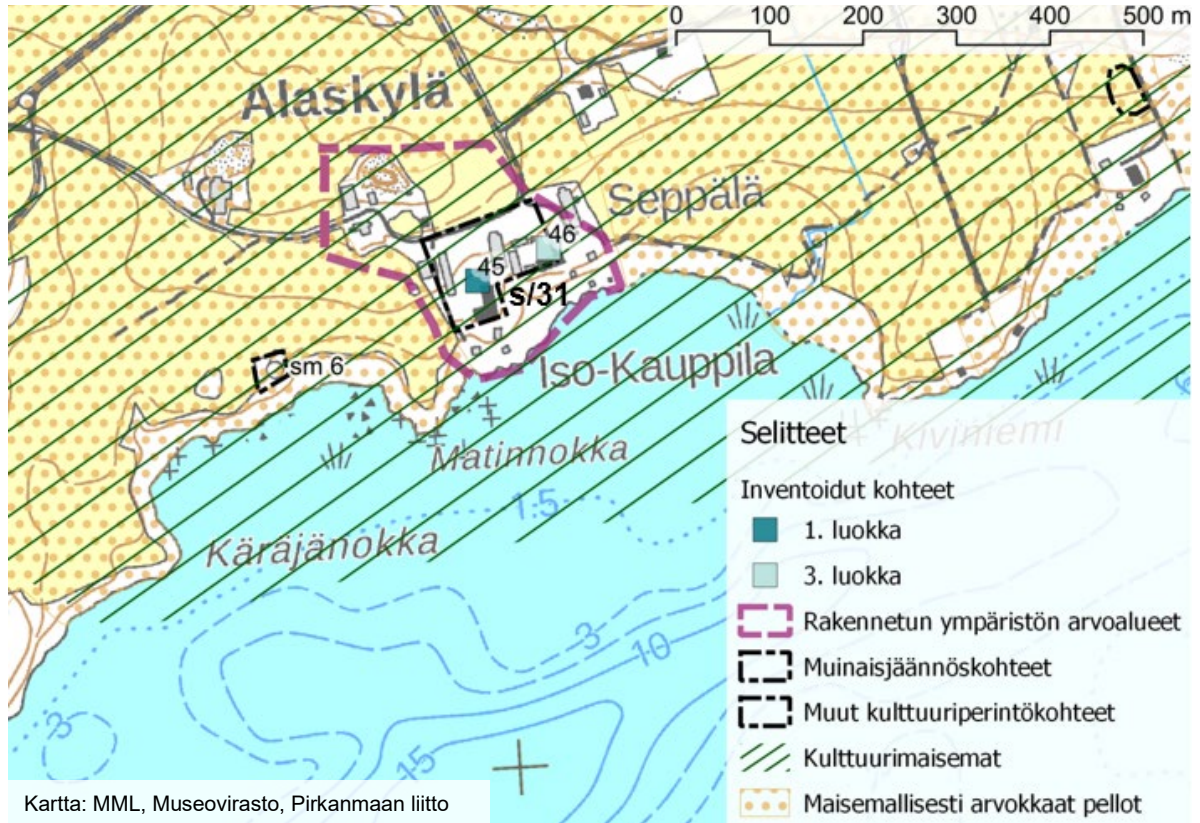 0 100 200 300 400 500 m
Alaskylä
Seppälä
46
45
s/31
sm 6
Iso-Kauppila
Matinnokka
Kiviniemi
1:5
Käräjänokka
3
10
3
15
Selitteet
Inventoidut kohteet
1. luokka
3. luokka
Rakennetun ympäristön arvoalueet
Muinaisjäännöskohteet
Muut kulttuuriperintökohteet
Kulttuurimaisemat
Maisemallisesti arvokkaat pellot
Kartta: MML, Museovirasto, Pirkanmaan liitto